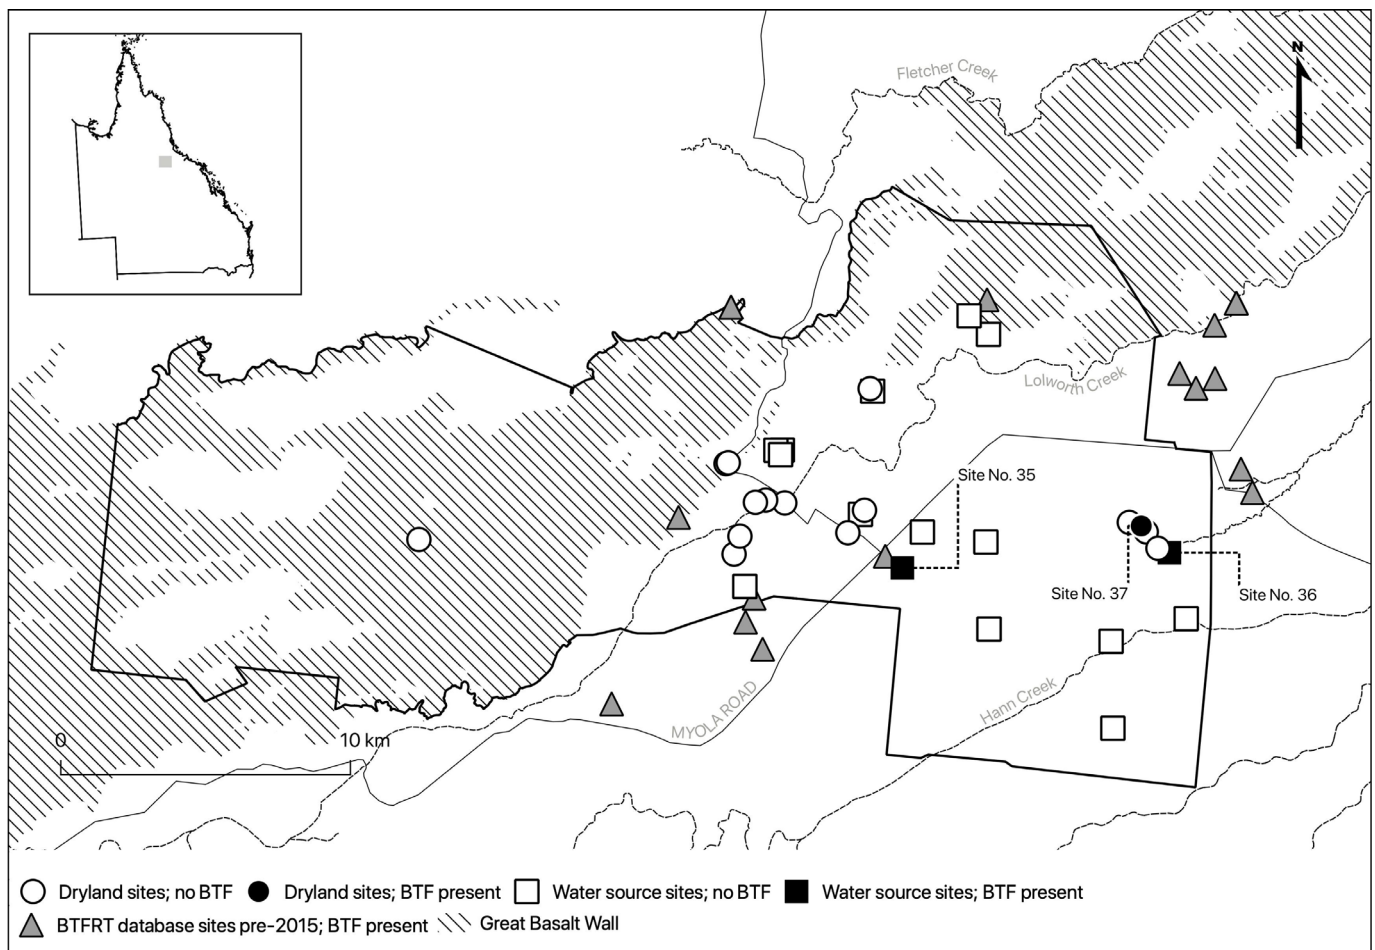 Fletcher Creek
N
Lolworth Creek
Site No. 35
Site No. 37
Site No. 36
Hann Creek
MYOLA ROAD
0
10 km
Dryland sites; no BTF
Dryland sites; BTF present
Water source sites; no BTF
Water source sites; BTF present
BTFRT database sites pre-2015; BTF present
Great Basalt Wall